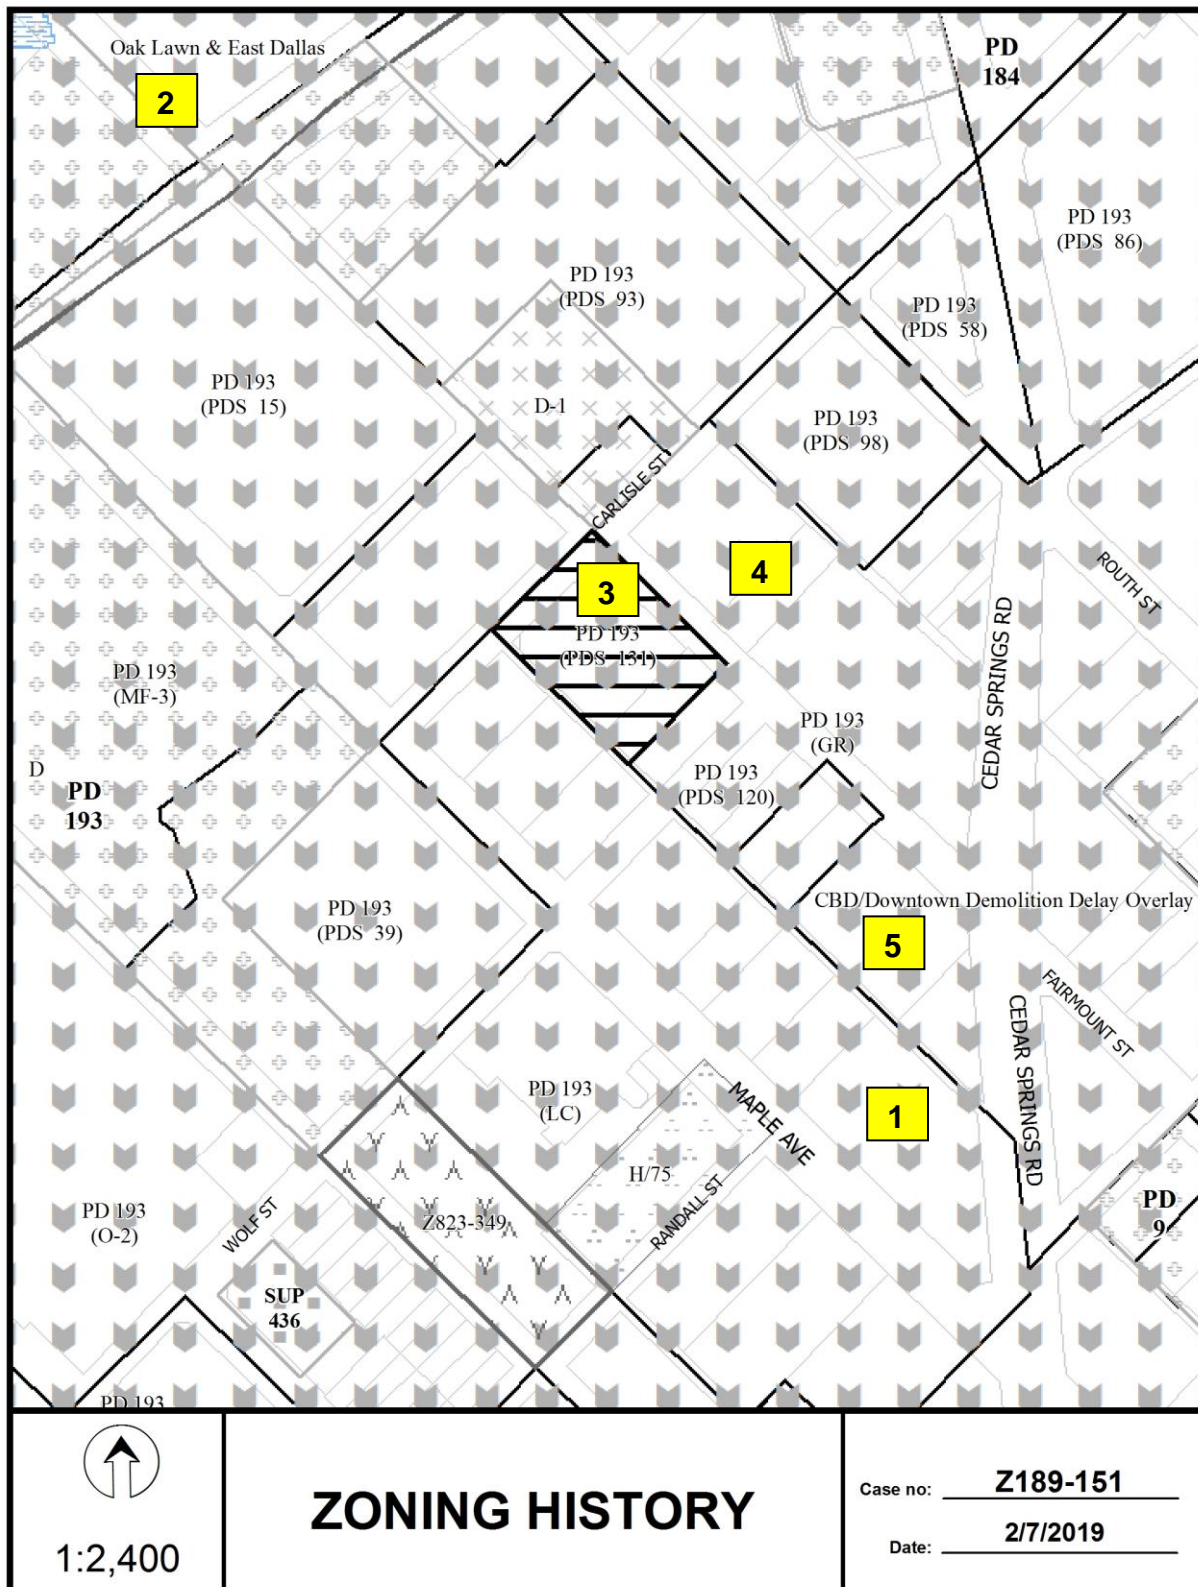 Oak Lawn & East Dallas
2
PD
184
PD 193
(PDS 86)
PD 193
(PDS 93)
PD 193
(PDS 58)
PD 193
(PDS 15)
D-1
PD 193
(PDS 98)
CARLISLE ST
4
3
ROUTH ST
PD 193
(PDS 131)
CEDAR SPRINGS RD
PD 193
(MF-3)
PD 193
(GR)
D
PD
193
PD 193
(PDS 120)
CBD/Downtown Demolition Delay Overlay
PD 193
(PDS 39)
5
FAIRMOUNT ST
CEDAR SPRINGS RD
PD 193
(LC)
MAPLE AVE
1
H/75
RANDALL ST
PD 193
(O-2)
WOLF ST
Z823-349
PD
9
SUP
436
PD 193
1:2,400
ZONING HISTORY
Case no: Z189-151
Date: 2/7/2019